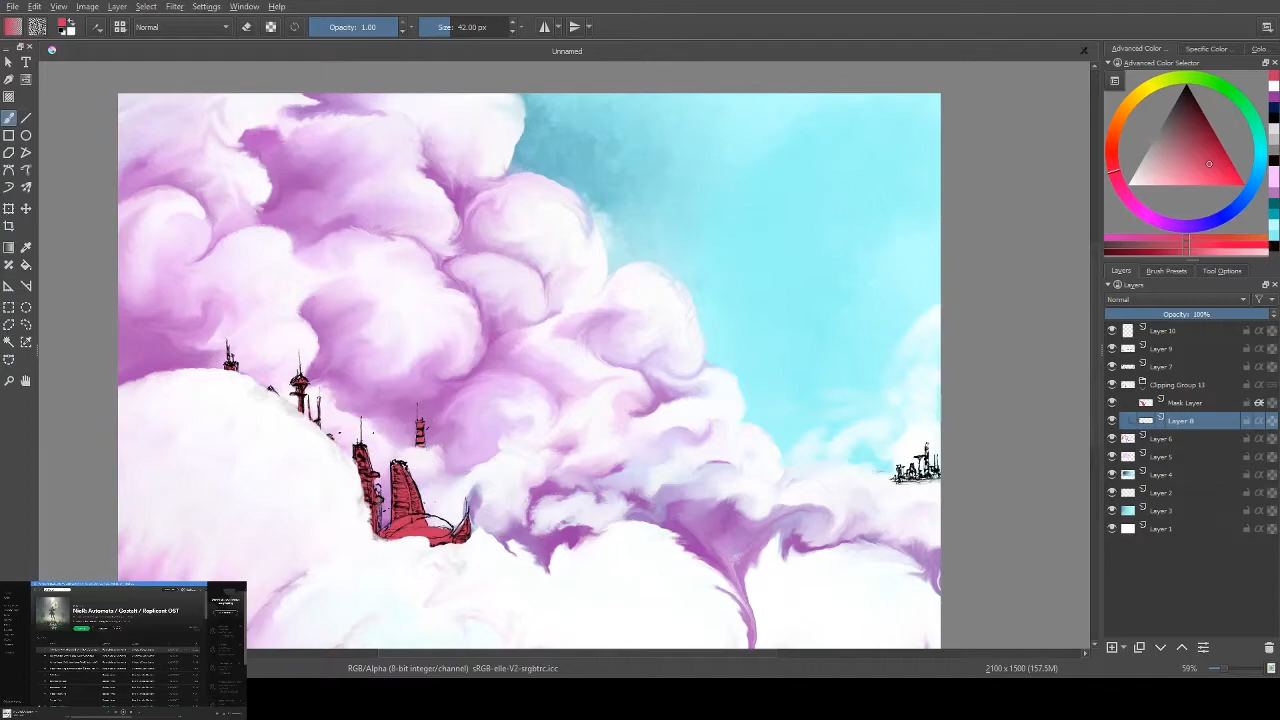 File Edit View Image Layer Select Filter Settings Window Help
Normal Opacity: 1.00 Size: 42.00 px
Unnamed
Advanced Color ... Specific Color... Colo...
Advanced Color Selector
Layers Brush Presets Tool Options
Layers
Normal
Opacity: 100%
Layer 10
Layer 9
Layer 7
Clipping Group 13
Mask Layer
Layer 8
Layer 6
Layer 5
Layer 4
Layer 2
Layer 3
Layer 1
NieR: Automata / Gestalt / Replicant OST
RGB/Alpha (8-bit integer/channel) sRGB-elle-V2-srgbtrc.icc 2100 x 1500 (157.5M) 59%